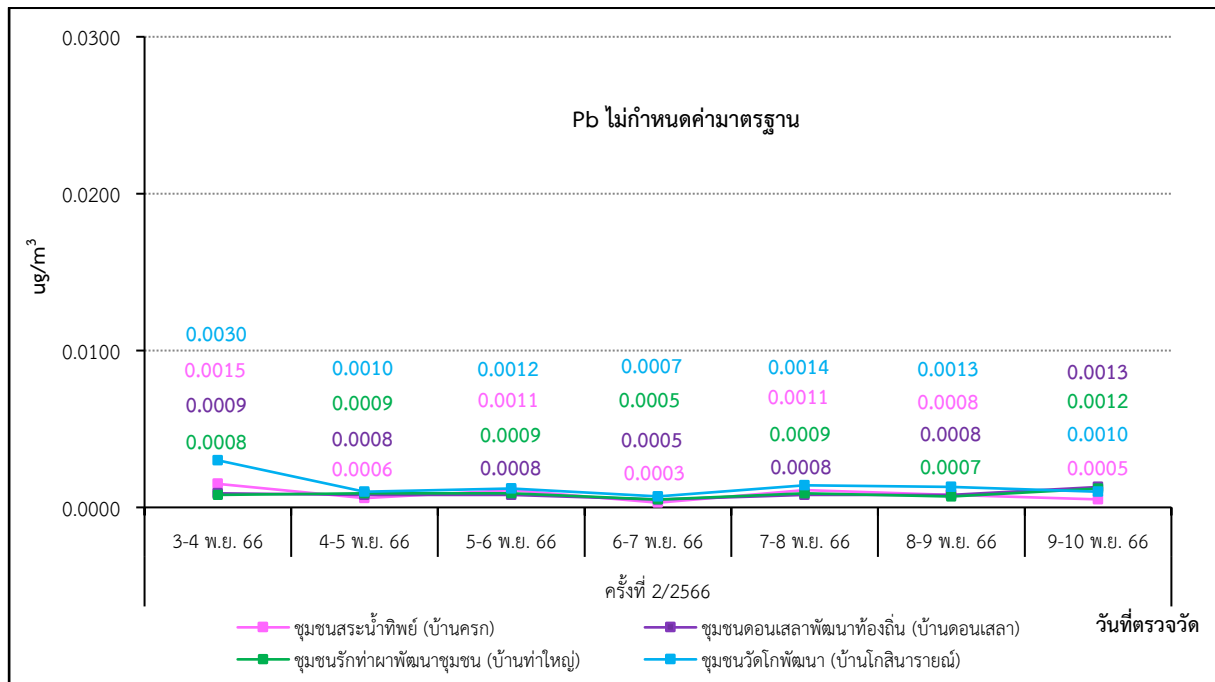 0.0300
Pb ไม่กำหนดค่ามาตรฐาน
0.0200
ug/m³
0.0100
0.0000
0.0030
0.0015 0.0010 0.0012 0.0007 0.0014 0.0013 0.0013
0.0009 0.0009 0.0011 0.0005 0.0011 0.0008 0.0012
0.0008 0.0008 0.0009 0.0005 0.0009 0.0008 0.0010
0.0006 0.0008 0.0003 0.0008 0.0007 0.0005
3-4 พ.ย. 66 4-5 พ.ย. 66 5-6 พ.ย. 66 6-7 พ.ย. 66 7-8 พ.ย. 66 8-9 พ.ย. 66 9-10 พ.ย. 66
ครั้งที่ 2/2566
วันที่ตรวจวัด
ชุมชนสระน้ำทิพย์ (บ้านครก) ชุมชนดอนเสลาพัฒนาท้องถิ่น (บ้านดอนเสลา)
ชุมชนรักท่าผาพัฒนาชุมชน (บ้านท่าใหญ่) ชุมชนวัดโกพัฒนา (บ้านโกสินารายณ์)